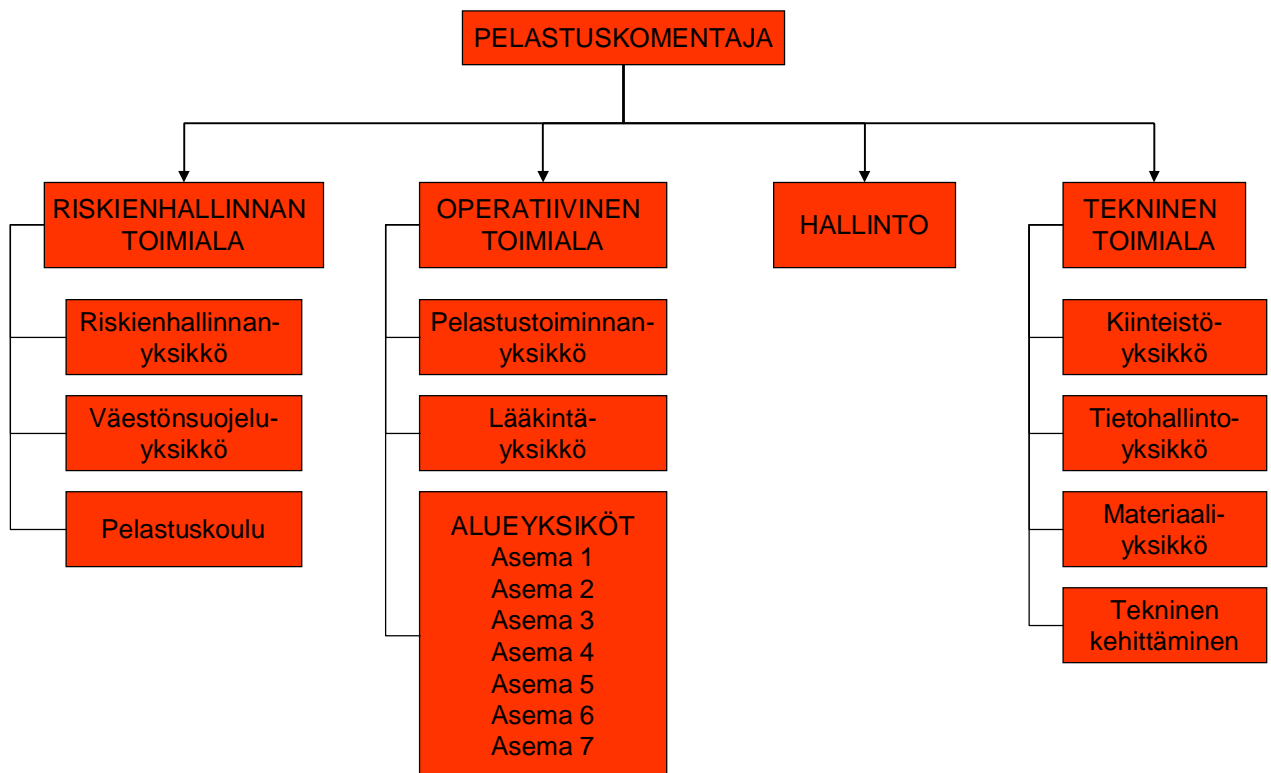 PELASTUSKOMENTAJA
RISKIENHALLINNAN
TOIMIALA
Riskienhallinnan-
yksikkö
Väestönsuojelu-
yksikkö
Pelastuskoulu
OPERATIIVINEN
TOIMIALA
Pelastustoiminnan-
yksikkö
Lääkintä-
yksikkö
ALUEYKSIKÖT
Asema 1
Asema 2
Asema 3
Asema 4
Asema 5
Asema 6
Asema 7
HALLINTO
TEKNINEN
TOIMIALA
Kiinteistö-
yksikkö
Tietohallinto-
yksikkö
Materiaali-
yksikkö
Tekninen
kehittäminen